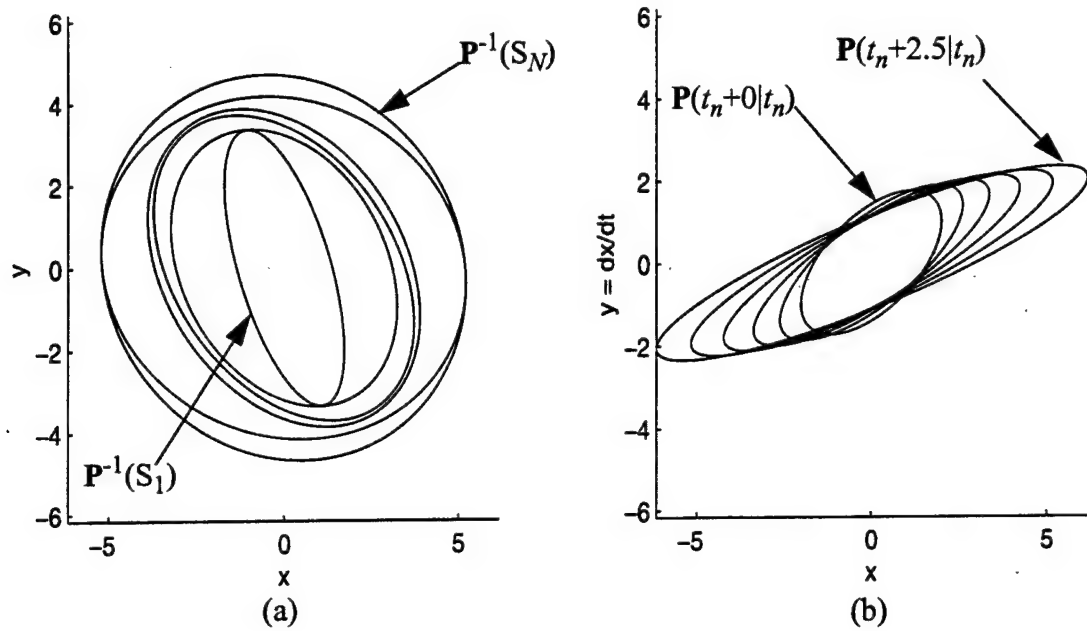 6
4
2
0
−2
−4
−6
y
−5
0
5
x
P⁻¹(S_N)
P⁻¹(S₁)
(a)
6
4
2
0
−2
−4
−6
y = dx/dt
−5
0
5
x
P(t_n+2.5|t_n)
P(t_n+0|t_n)
(b)